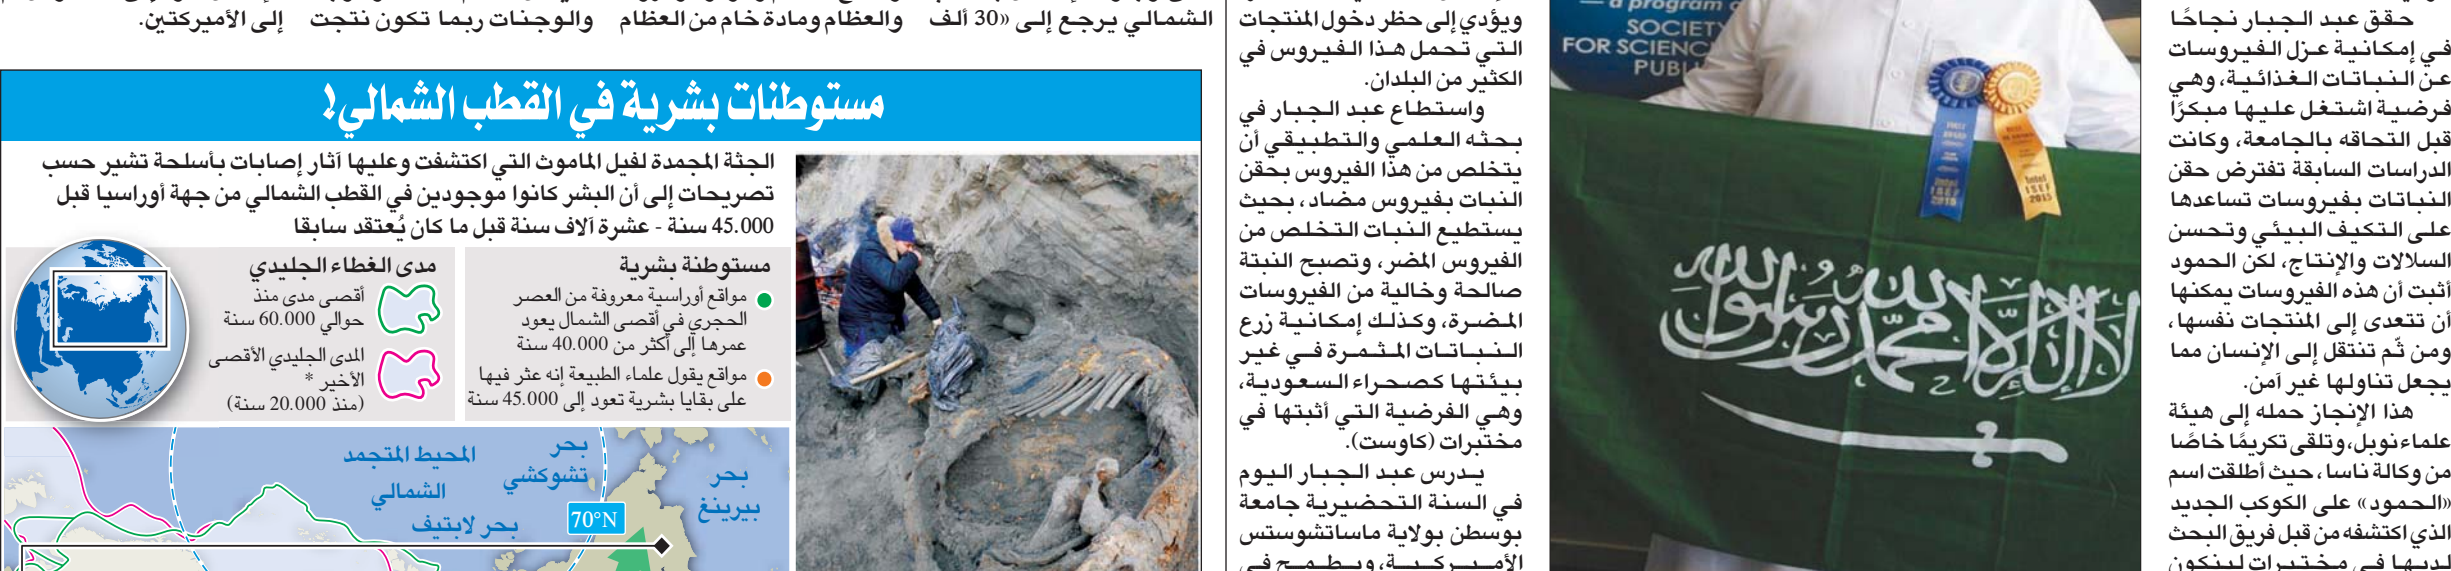 حقق عبد الجبار نجاحًا
في إمكانية عزل الفيروسات
عن النباتات الغذائية، وهي
فرضية اشتغل عليها مبكرًا
قبل التحاقه بالجامعة، وكانت
الدراسات السابقة تفترض حقن
النباتات بفيروسات تساعدها
على التكيف البيئي وتحسن
السلالات والإنتاج، لكن الحمود
أثبت أن هذه الفيروسات يمكنها
أن تتعدى إلى المنتجات نفسها،
ومن ثّم تنتقل إلى الإنسان مما
يجعل تناولها غير آمن.
هذا الإنجاز حمله إلى هيئة
علماء نوبل، وتلقى تكريمًا خاصًا
من وكالة ناسا، حيث أطلقت اسم
«الحمود» على الكوكب الجديد
الذي اكتشفه من قبل فريق البحث
لديها في مختبرات لينكون
— a program
SOCIETY
FOR SCIENC
PUBL
لا إله إلا الله محمد رسول الله
ISEF
2015
ويؤدي إلى حظر دخول المنتجات
التي تحمل هذا الفيروس في
الكثير من البلدان.
واستطاع عبد الجبار في
بحثه العلمي والتطبيقي أن
يتخلص من هذا الفيروس بحقن
النبات بفيروس مضاد، بحيث
يستطيع النبات التخلص من
الفيروس المضر، وتصبح النبتة
صالحة وخالية من الفيروسات
المضرة، وكذلك إمكانية زرع
النباتات المثمرة في غير
بيئتها كصحراء السعودية،
وهي الفرضية التي أثبتها في
مختبرات (كاوست).
يدرس عبد الجبار اليوم
في السنة التحضيرية جامعة
بوسطن بولاية ماساتشوستس
الأميركية، ويطمح في
الشمالي يرجع إلى «30 ألف
والعظام ومادة خام من العظام
والوجنات ربما تكون نتجت
إلى الأميركتين.
مستوطنات بشرية في القطب الشمالي!
الجثة المجمدة لفيل الماموث التي اكتشفت وعليها آثار إصابات بأسلحة تشير حسب
تصريحات إلى أن البشر كانوا موجودين في القطب الشمالي من جهة أوراسيا قبل
45.000 سنة - عشرة آلاف سنة قبل ما كان يُعتقد سابقا
مستوطنة بشرية
مواقع أوراسية معروفة من العصر
الحجري في أقصى الشمال يعود
عمرها إلى أكثر من 40.000 سنة
مواقع يقول علماء الطبيعة إنه عثر فيها
على بقايا بشرية تعود إلى 45.000 سنة
مدى الغطاء الجليدي
أقصى مدى منذ
حوالي 60.000 سنة
المدى الجليدي الأقصى
الأخير *
(منذ 20.000 سنة)
بحر
بيرينغ
بحر
تشوكشي
المحيط المتجمد
الشمالي
بحر لابتيف
70°N